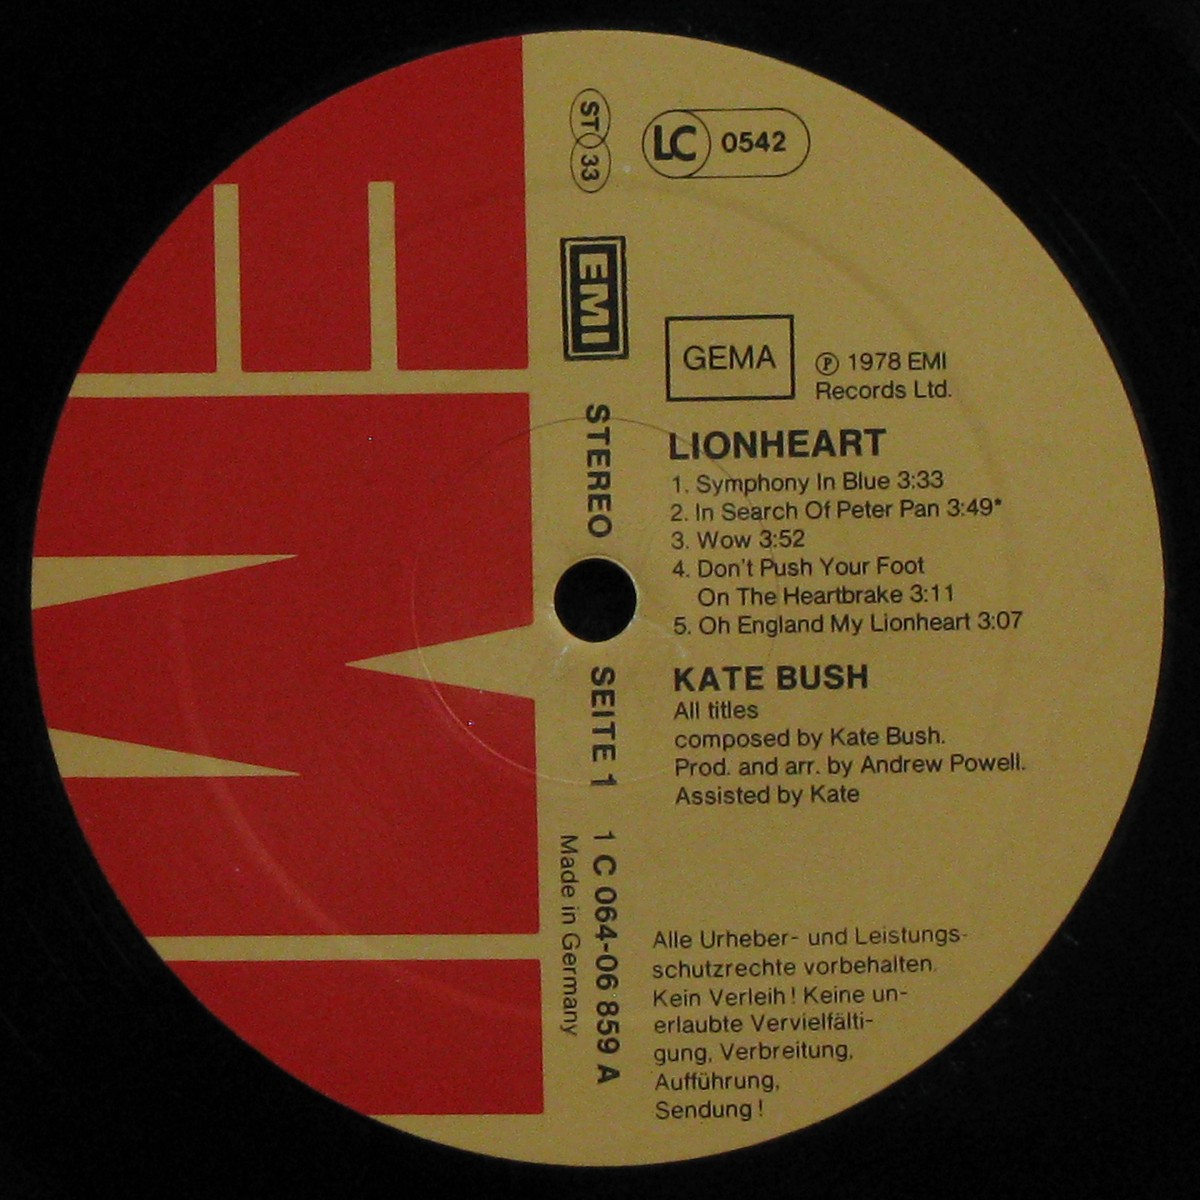 ST 33
LC 0542
EMI
EMI
GEMA
℗ 1978 EMI
Records Ltd.
STEREO
LIONHEART
1. Symphony In Blue 3:33
2. In Search Of Peter Pan 3:49*
3. Wow 3:52
4. Don't Push Your Foot
On The Heartbrake 3:11
5. Oh England My Lionheart 3:07
SEITE 1
KATE BUSH
All titles
composed by Kate Bush.
Prod. and arr. by Andrew Powell.
Assisted by Kate
1 C 064-06 859 A
Made in Germany
Alle Urheber- und Leistungs-
schutzrechte vorbehalten.
Kein Verleih! Keine un-
erlaubte Vervielfälti-
gung, Verbreitung,
Aufführung,
Sendung!